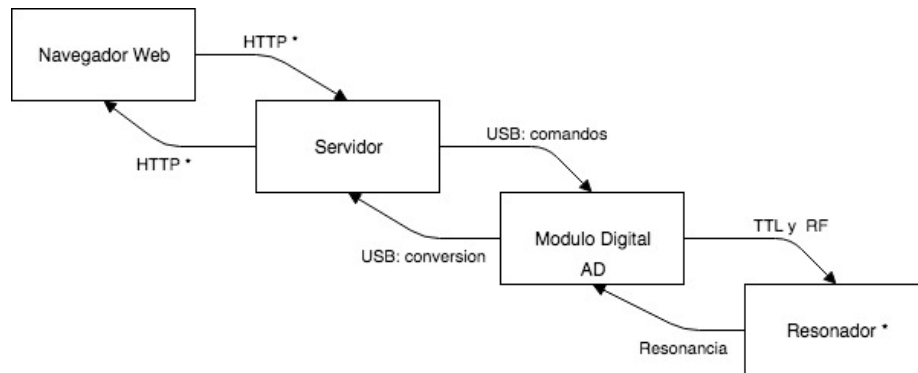 HTTP *
Navegador Web
HTTP *
Servidor
USB: comandos
USB: conversion
Modulo Digital
AD
TTL y RF
Resonancia
Resonador *